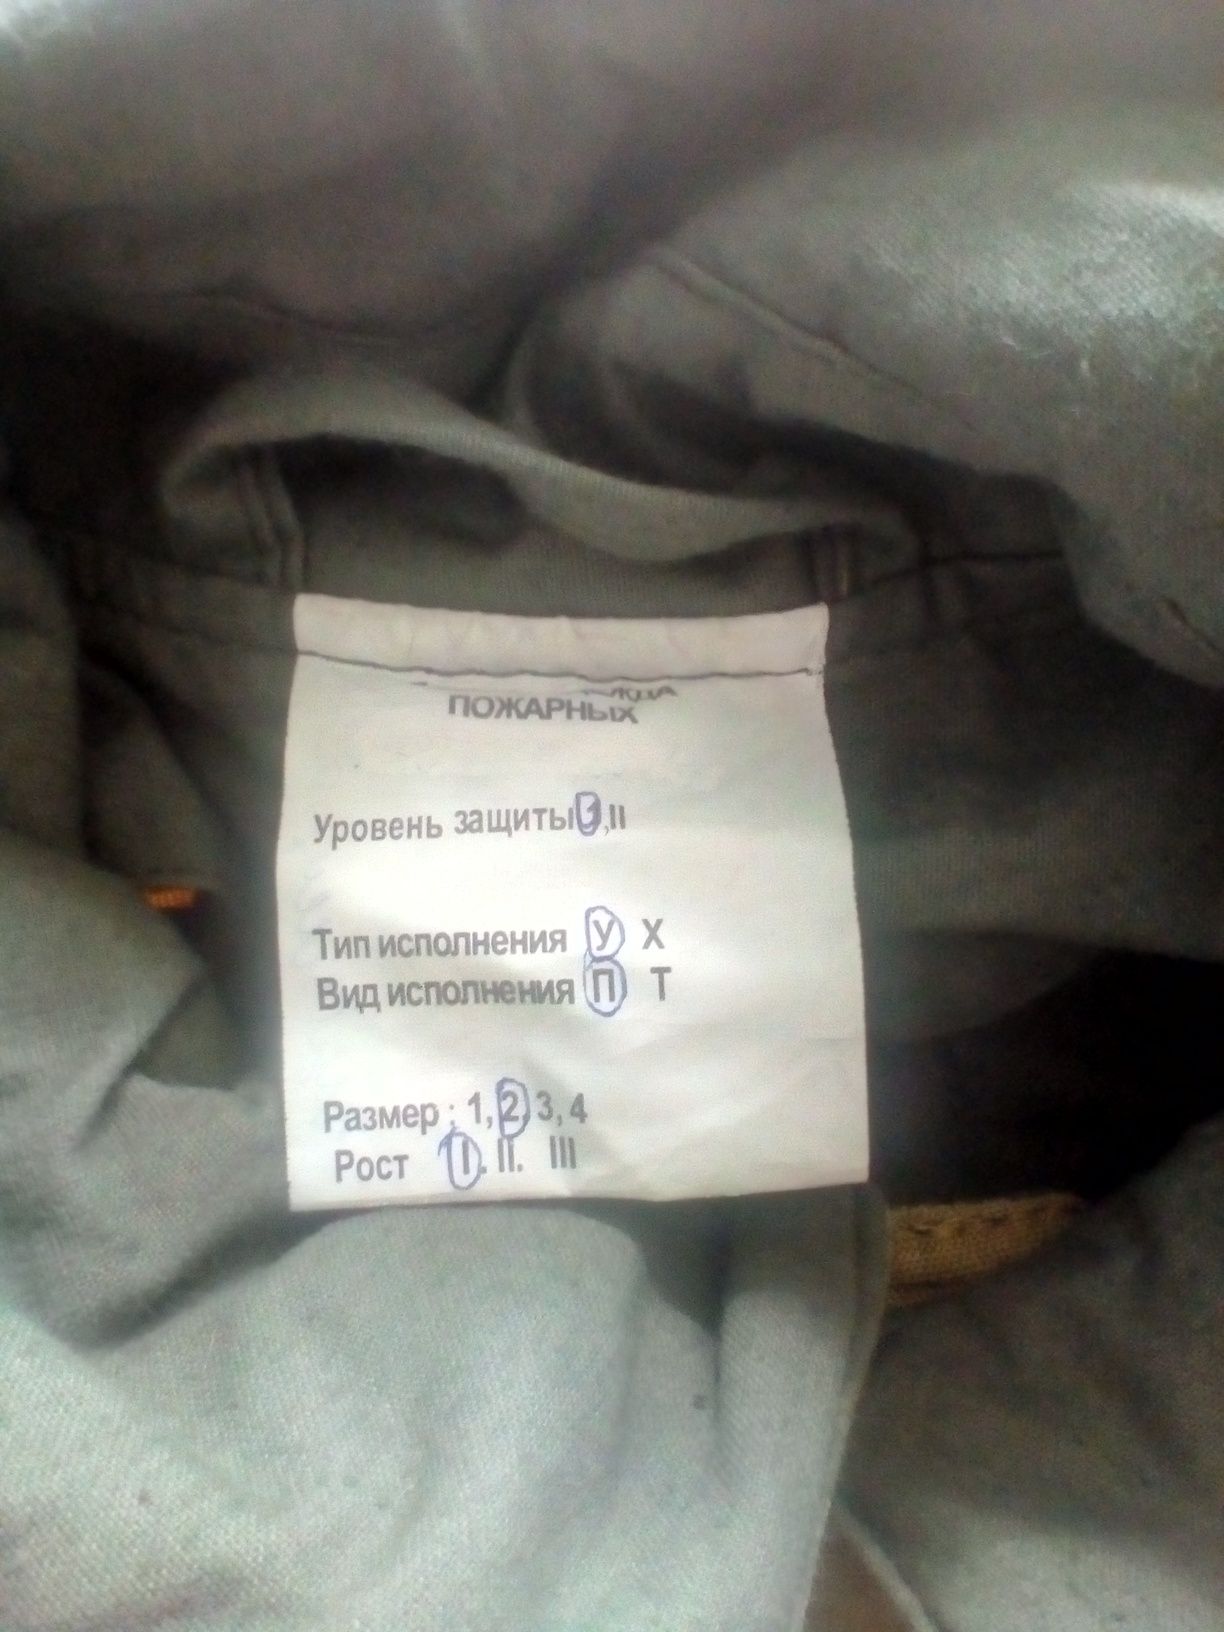 ПОЖАРНЫХ
Уровень защиты I, II
Тип исполнения У Х
Вид исполнения П Т
Размер : 1, 2, 3, 4
Рост I. II. III